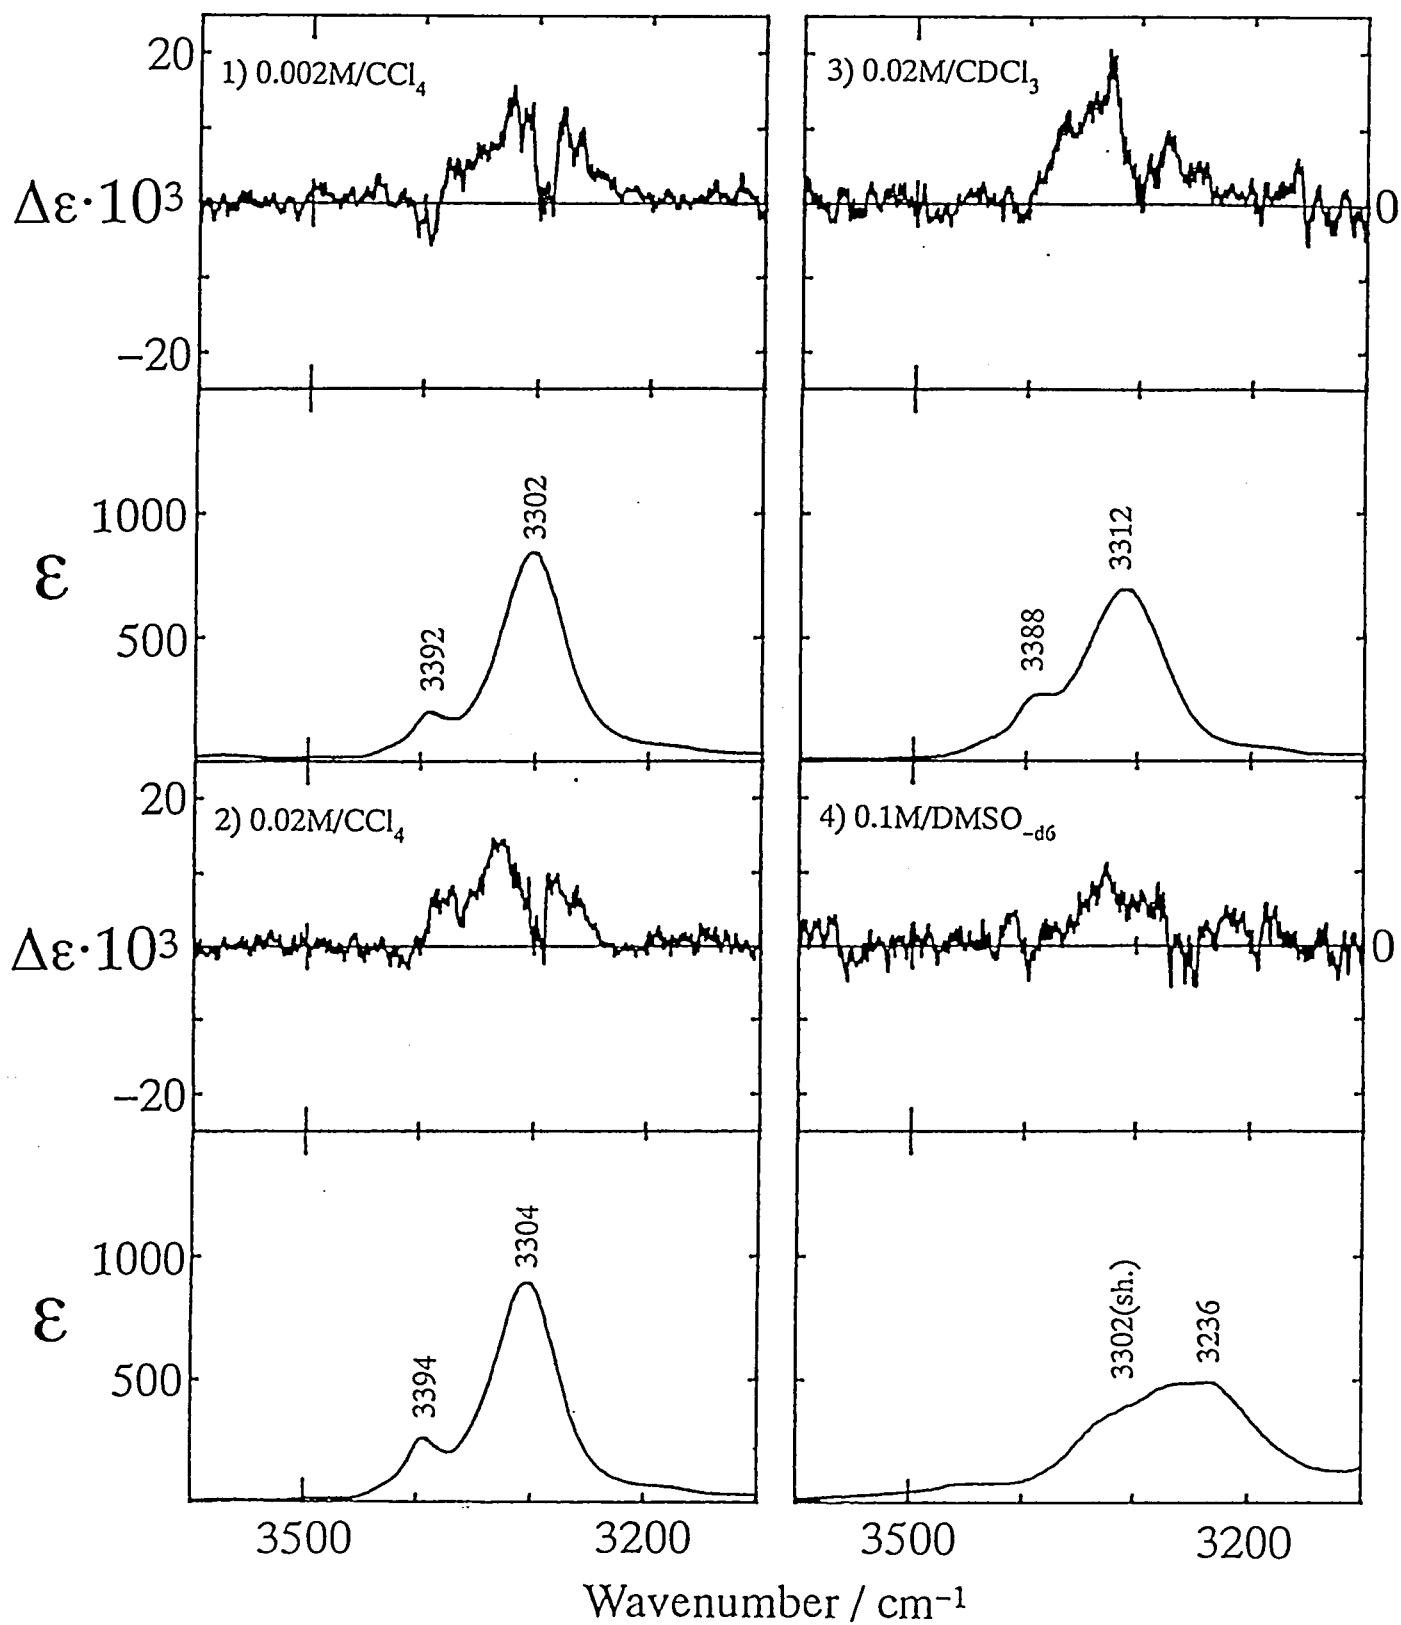 20
1) 0.002M/CCl4
Δε·10³
–20
3) 0.02M/CDCl3
0
1000
ε
500
3392
3302
3388
3312
20
2) 0.02M/CCl4
Δε·10³
–20
4) 0.1M/DMSO-d6
0
1000
ε
500
3394
3304
3302(sh.)
3236
3500 3200 3500 3200
Wavenumber / cm⁻¹